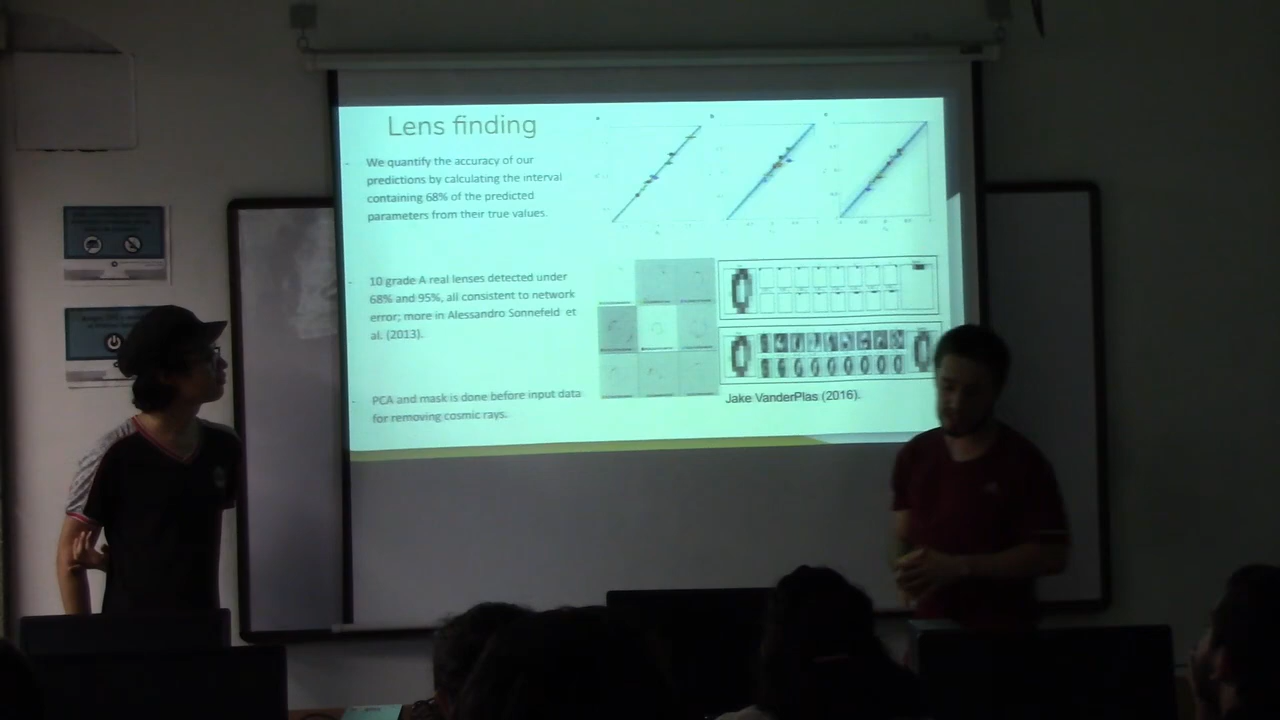 Lens finding
- We quantify the accuracy of our
predictions by calculating the interval
containing 68% of the predicted
parameters from their true values.
- 10 grade A real lenses detected under
68% and 95%, all consistent to network
error; more in Alessandro Sonnefeld et
al. (2013).
- PCA and mask is done before input data
for removing cosmic rays.
Jake VanderPlas (2016).